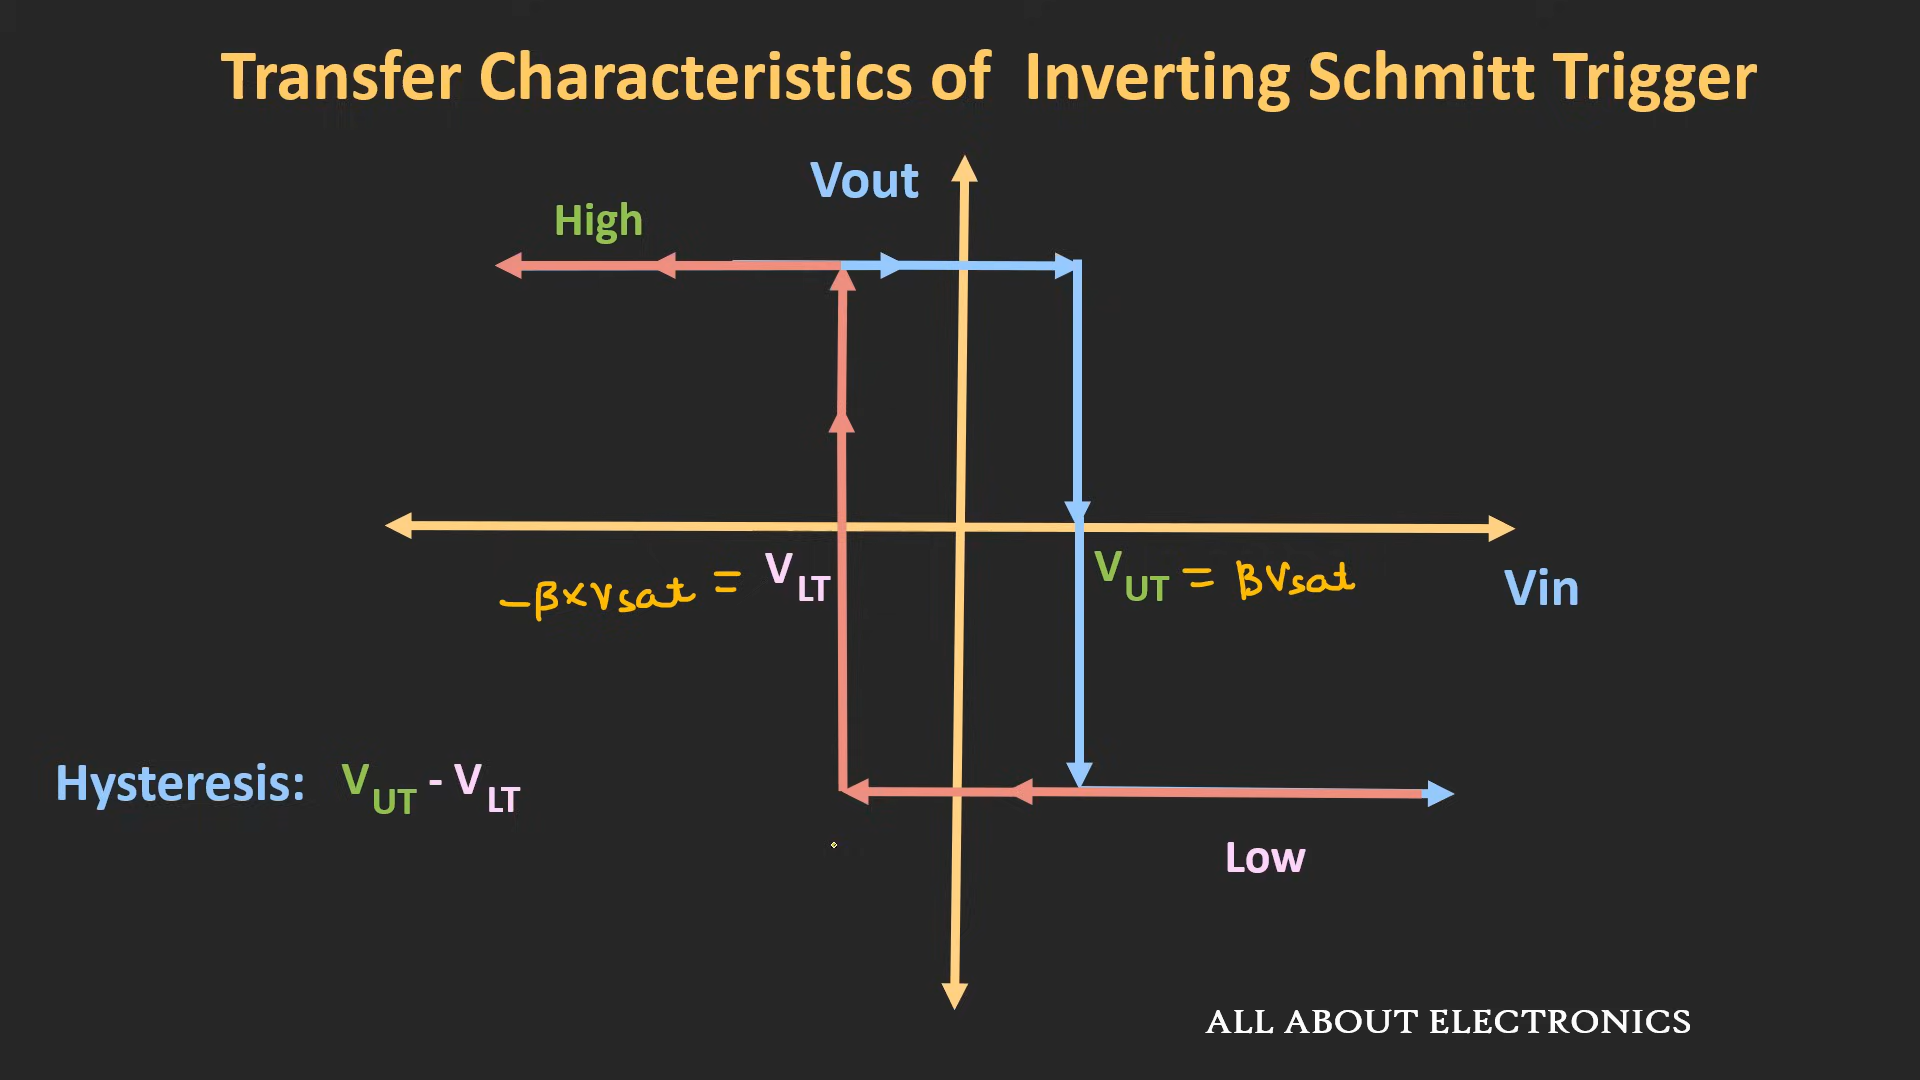 Transfer Characteristics of Inverting Schmitt Trigger
Vout
High
-β×Vsat = VLT
VUT = βVsat
Vin
Hysteresis: VUT - VLT
Low
ALL ABOUT ELECTRONICS